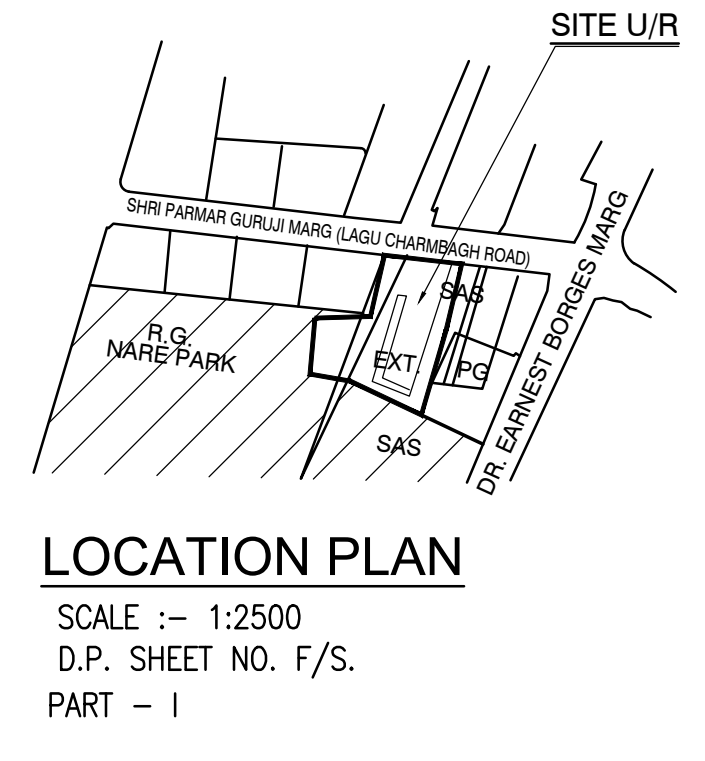 SITE U/R
SHRI PARMAR GURUJI MARG (LAGU CHARMBAGH ROAD)
DR. EARNEST BORGES MARG
SAS
R.G.
NARE PARK
EXT.
PG
SAS
LOCATION PLAN
SCALE :- 1:2500
D.P. SHEET NO. F/S.
PART - I